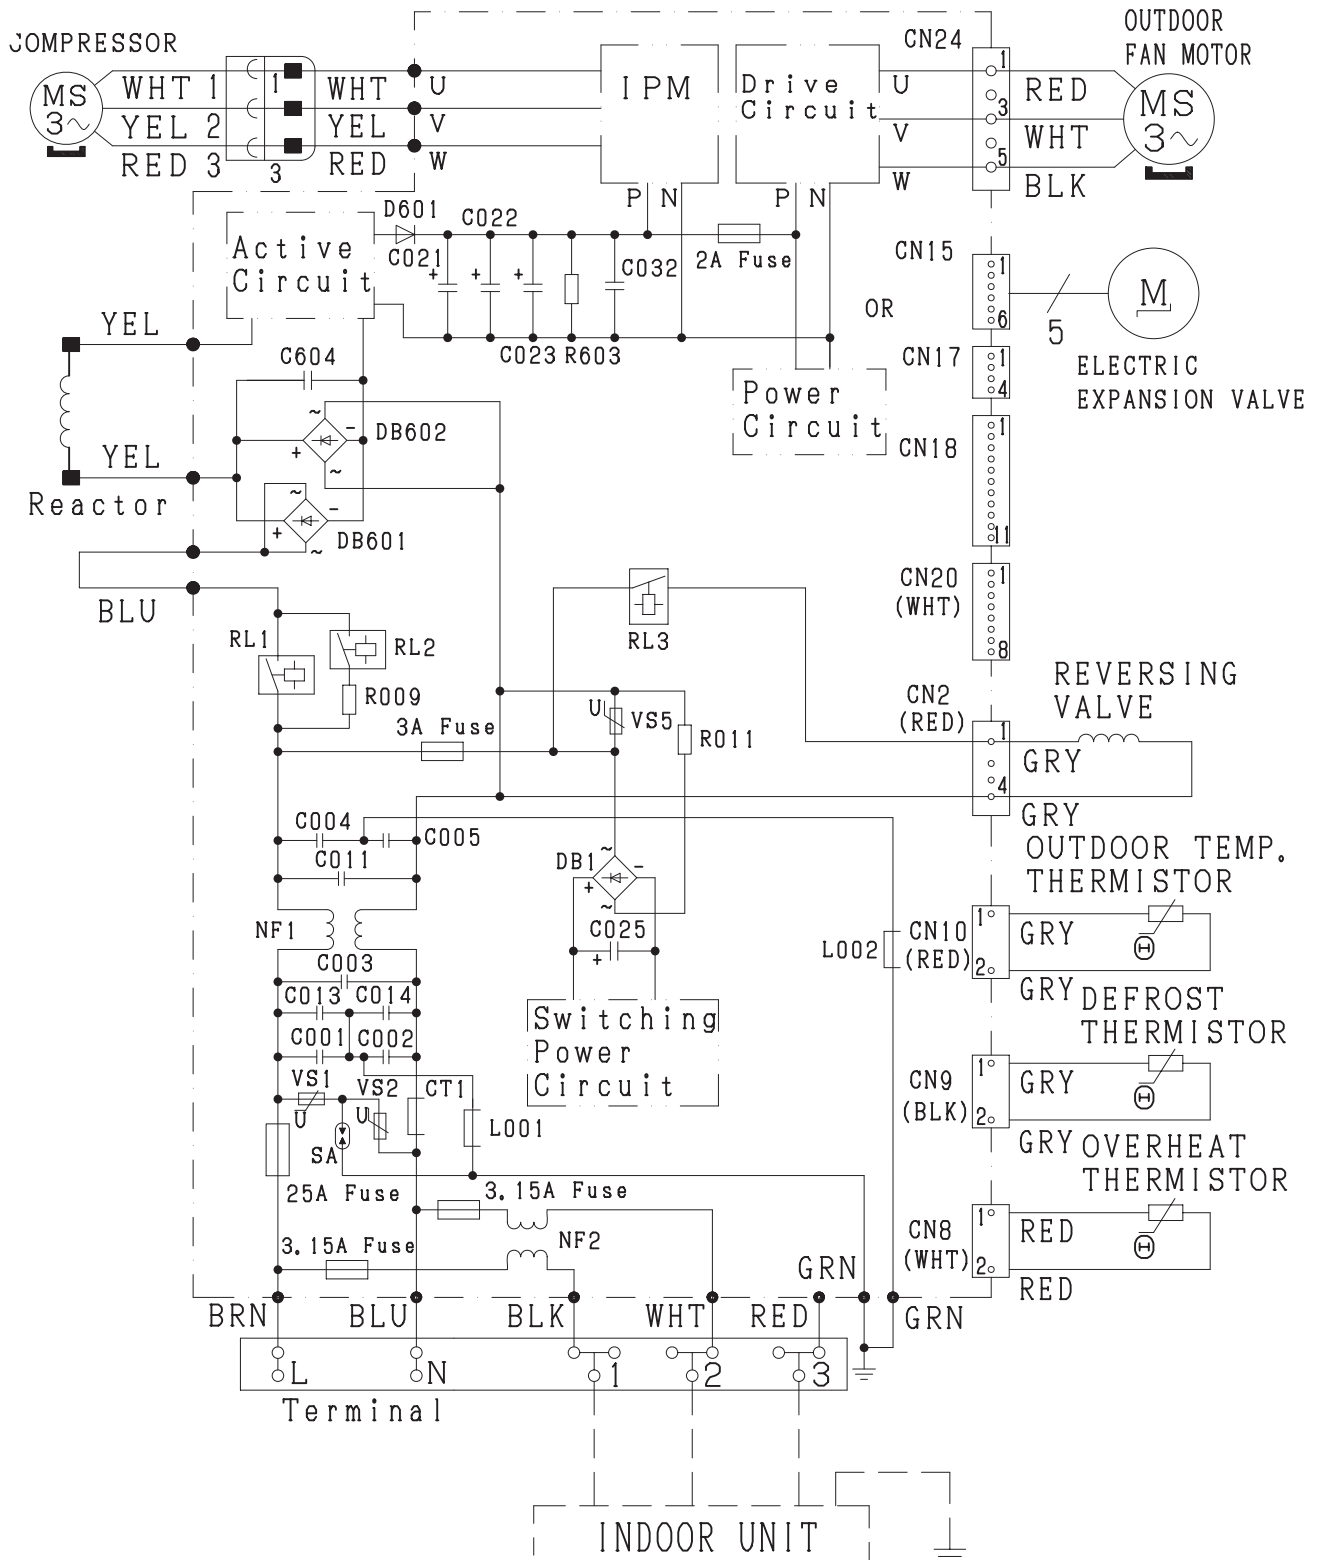 OUTDOOR
FAN MOTOR
COMPRESSOR
CN24
MS
3~
WHT 1
YEL 2
RED 3
1
3
WHT
YEL
RED
U
V
W
IPM
P N
Drive
Circuit
P N
U
V
W
1
3
5
RED
WHT
BLK
MS
3~
D601
C022
C021
Active
Circuit
+
+
+
C032
2A Fuse
C023 R603
CN15
1
6
OR
5
M
CN17
1
4
ELECTRIC
EXPANSION VALVE
YEL
YEL
Reactor
C604
~
-
DB602
+
~
~
-
+
DB601
~
Power
Circuit
CN18
1
11
BLU
CN20
(WHT)
1
8
RL1
RL2
R009
RL3
3A Fuse
U
VS5
R011
CN2
(RED)
1
4
REVERSING
VALVE
GRY
GRY
C004
C005
C011
NF1
C003
C013 C014
C001 C002
VS1
U
VS2
U
CT1
SA
L001
25A Fuse
DB1
~
-
+
~
C025
+
Switching
Power
Circuit
L002
OUTDOOR TEMP.
THERMISTOR
CN10
(RED)
1
2
GRY
GRY
Θ
DEFROST
THERMISTOR
CN9
(BLK)
1
2
GRY
GRY
Θ
OVERHEAT
THERMISTOR
CN8
(WHT)
1
2
RED
RED
Θ
3.15A Fuse
3.15A Fuse
NF2
GRN
BRN
BLU
BLK
WHT
RED
GRN
L
N
1
2
3
Terminal
INDOOR UNIT